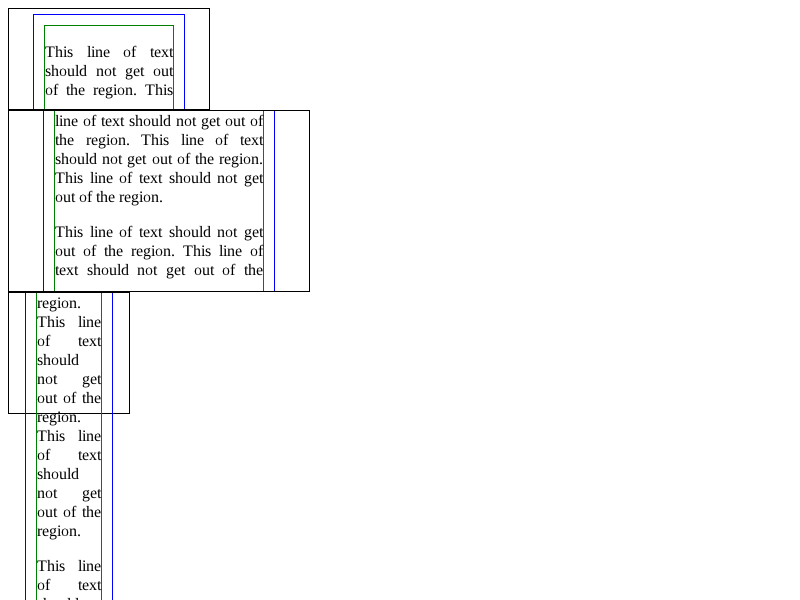 This line of text
should not get out
of the region. This
line of text should not get out of
the region. This line of text
should not get out of the region.
This line of text should not get
out of the region.
This line of text should not get
out of the region. This line of
text should not get out of the
region.
This line
of text
should
not get
out of the
region.
This line
of text
should
not get
out of the
region.
This line
of text